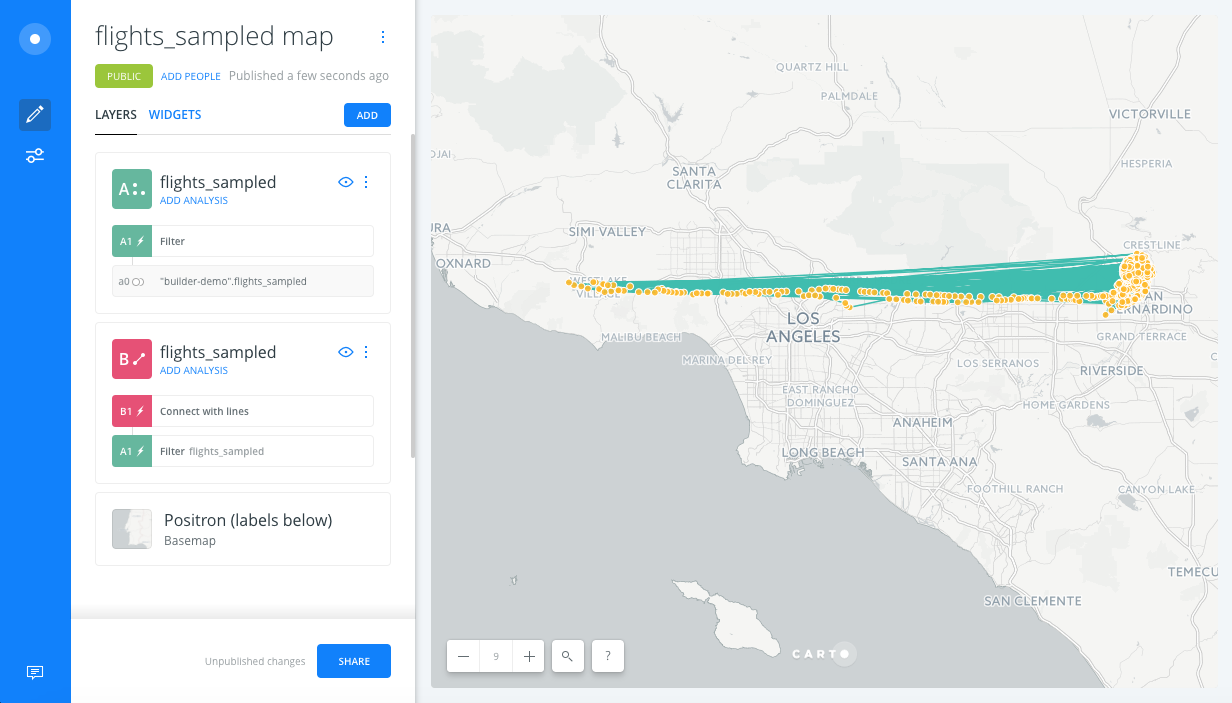 flights_sampled map
PUBLIC ADD PEOPLE Published a few seconds ago
LAYERS WIDGETS ADD
A
flights_sampled
ADD ANALYSIS
A1 Filter
a0 "builder-demo".flights_sampled
B
flights_sampled
ADD ANALYSIS
B1 Connect with lines
A1 Filter flights_sampled
Positron (labels below)
Basemap
Unpublished changes SHARE
QUARTZ HILL
PALMDALE
VICTORVILLE
OJAI
HESPERIA
SANTA
CLARITA
URA
SIMI VALLEY
CRESTLINE
OXNARD
WESTLAKE
VILLAGE
AN
ERNARDINO
LOS
ANGELES
MALIBU BEACH
GRAND TERRACE
MARINA DEL REY
LOS SERRANOS
RIVERSIDE
EAST RANCHO
DOMINGUEZ
HOME GARDENS
ANAHEIM
LONG BEACH
SANTA ANA
FOOTHILL RANCH
CANYON LAKE
TEMECU
SAN CLEMENTE
9 ?
CARTO